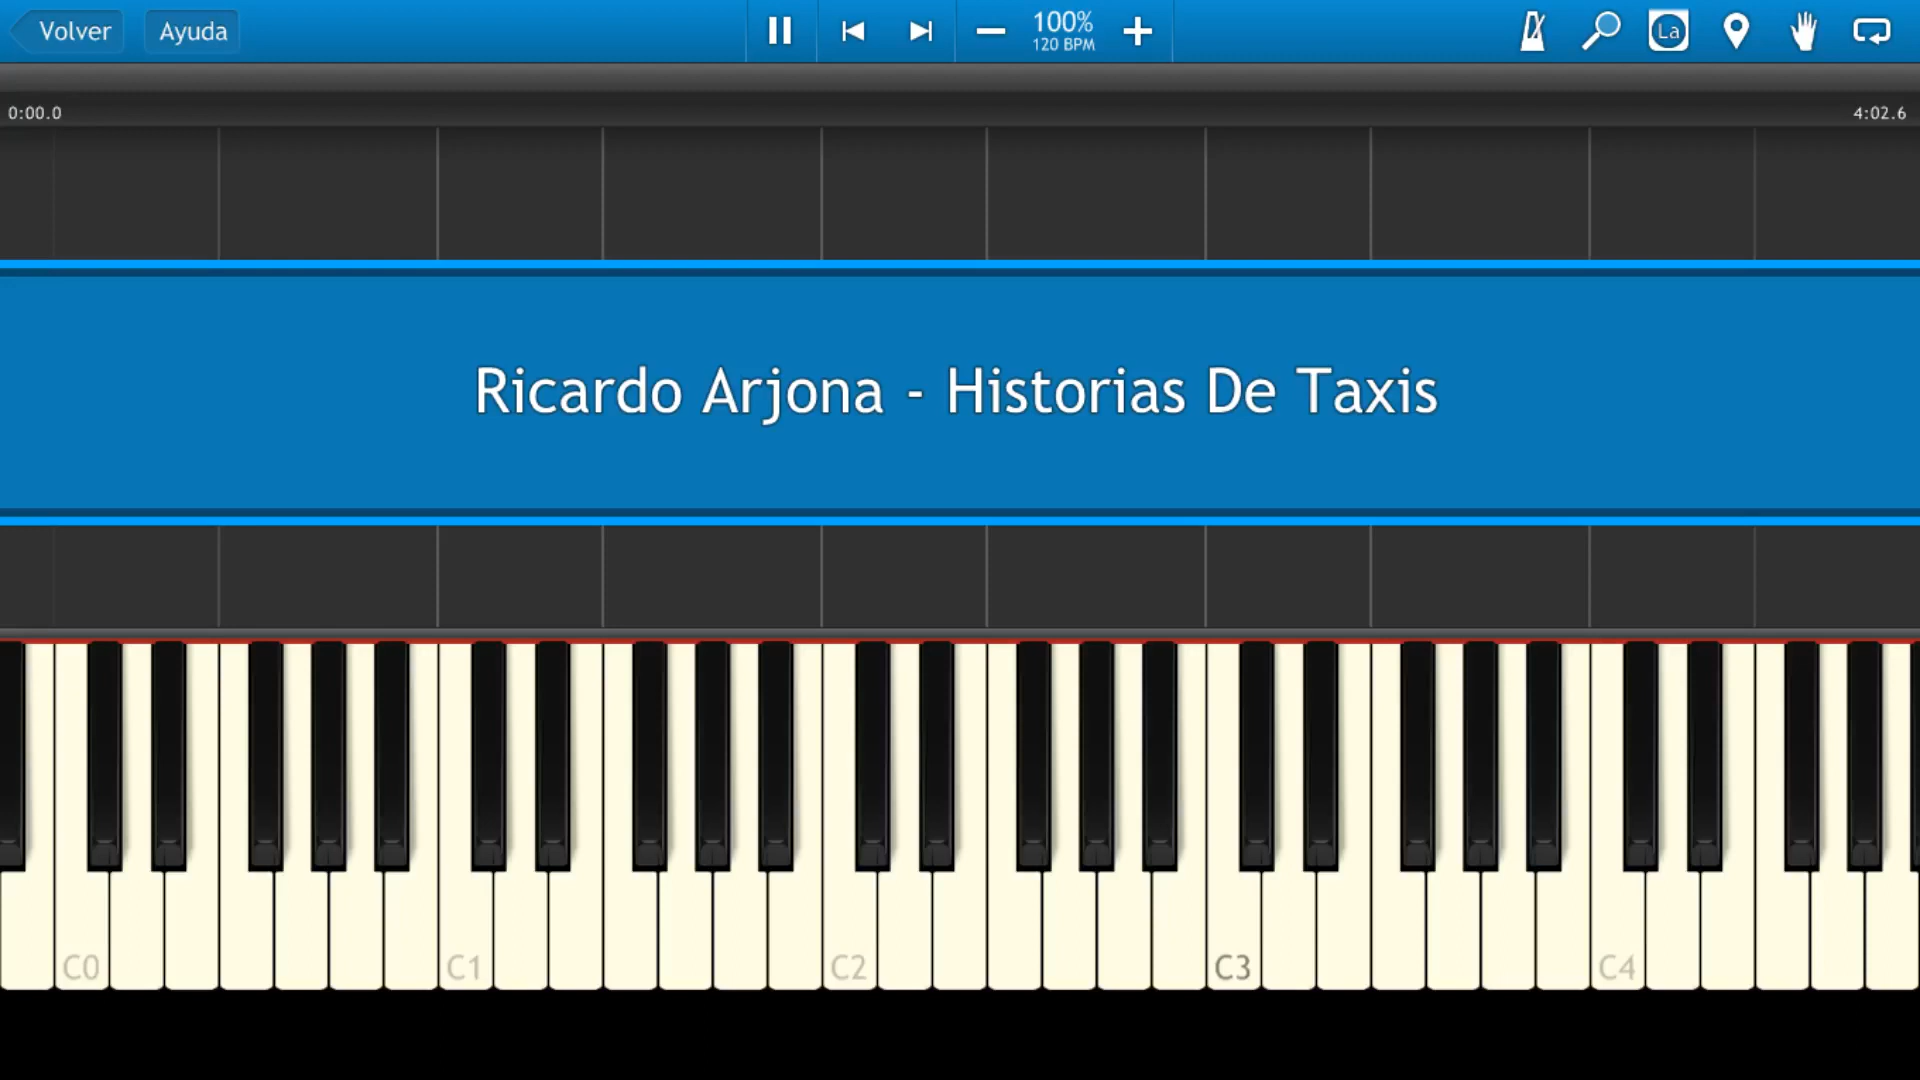 Volver
Ayuda
100%
120 BPM
La
0:00.0
4:02.6
Ricardo Arjona - Historias De Taxis
C0
C1
C2
C3
C4